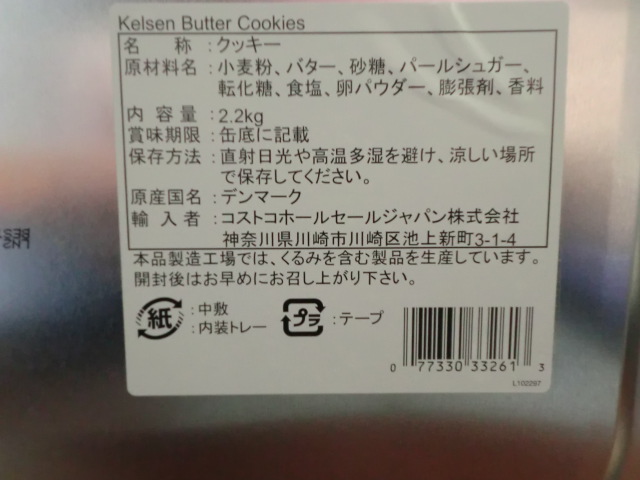 Kelsen Butter Cookies
名 称 : クッキー
原材料名 : 小麦粉、バター、砂糖、パールシュガー、
転化糖、食塩、卵パウダー、膨張剤、香料
内 容 量 : 2.2kg
賞味期限 : 缶底に記載
保存方法 : 直射日光や高温多湿を避け、涼しい場所
で保存してください。
原産国名 : デンマーク
輸 入 者 : コストコホールセールジャパン株式会社
神奈川県川崎市川崎区池上新町3-1-4
本品製造工場では、くるみを含む製品を生産しています。
開封後はお早めにお召し上がり下さい。
紙 : 中敷
: 内装トレー
プラ : テープ
0 77330 33261 3
L102297